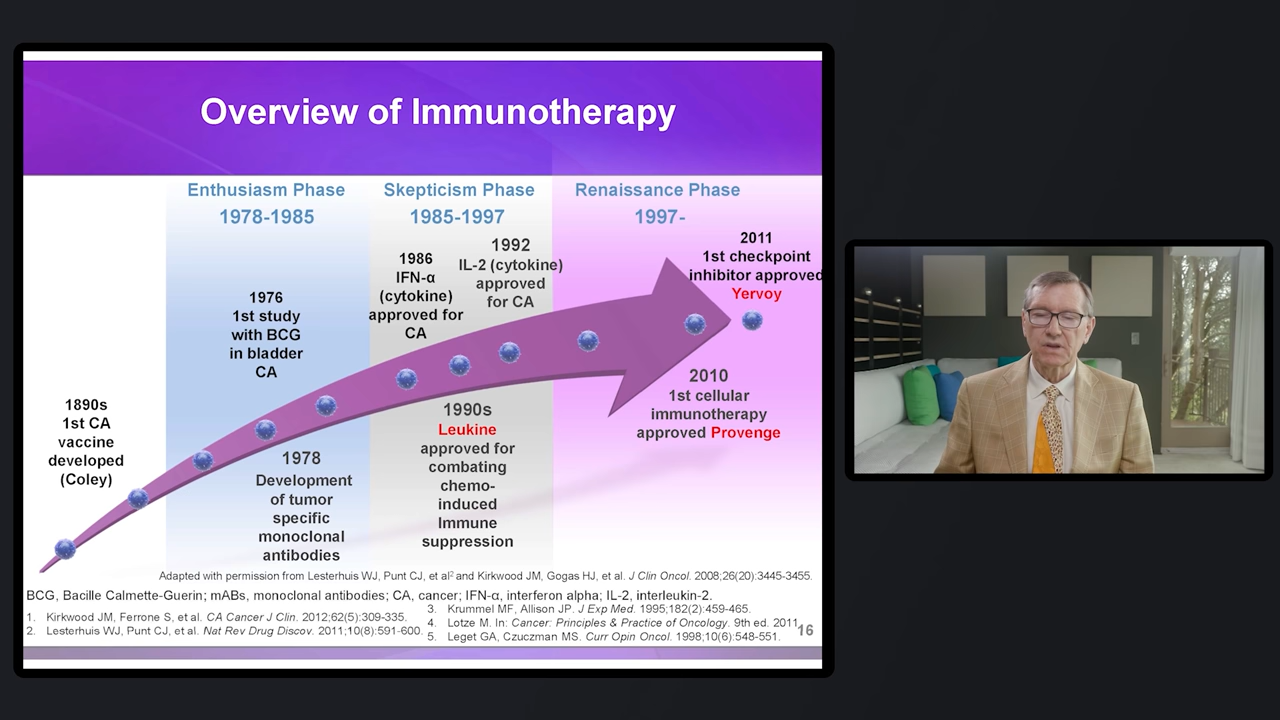 Overview of Immunotherapy
Enthusiasm Phase
1978-1985
Skepticism Phase
1985-1997
Renaissance Phase
1997-
1890s
1st CA
vaccine
developed
(Coley)
1976
1st study
with BCG
in bladder
CA
1978
Development
of tumor
specific
monoclonal
antibodies
1986
IFN-α
(cytokine)
approved for
CA
1992
IL-2 (cytokine)
approved
for CA
1990s
Leukine
approved for
combating
chemo-
induced
Immune
suppression
2011
1st checkpoint
inhibitor approved
Yervoy
2010
1st cellular
immunotherapy
approved Provenge
Adapted with permission from Lesterhuis WJ, Punt CJ, et al² and Kirkwood JM, Gogas HJ, et al. J Clin Oncol. 2008;26(20):3445-3455.
BCG, Bacille Calmette-Guerin; mABs, monoclonal antibodies; CA, cancer; IFN-α, interferon alpha; IL-2, interleukin-2.
1. Kirkwood JM, Ferrone S, et al. CA Cancer J Clin. 2012;62(5):309-335.
2. Lesterhuis WJ, Punt CJ, et al. Nat Rev Drug Discov. 2011;10(8):591-600.
3. Krummel MF, Allison JP. J Exp Med. 1995;182(2):459-465.
4. Lotze M. In: Cancer: Principles & Practice of Oncology. 9th ed. 2011
5. Leget GA, Czuczman MS. Curr Opin Oncol. 1998;10(6):548-551.
16